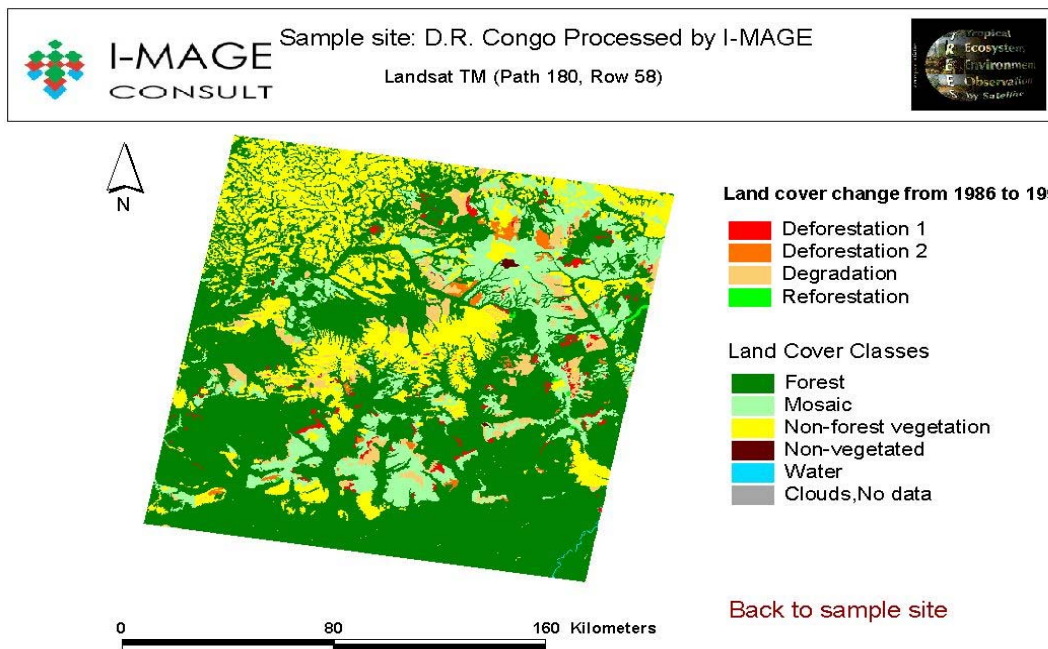 I-MAGE
CONSULT
Sample site: D.R. Congo Processed by I-MAGE
Landsat TM (Path 180, Row 58)
Tropical
Ecosystem
Environment
Observation
by Satellite
TREES
N
Land cover change from 1986 to 19
Deforestation 1
Deforestation 2
Degradation
Reforestation
Land Cover Classes
Forest
Mosaic
Non-forest vegetation
Non-vegetated
Water
Clouds,No data
Back to sample site
0 80 160 Kilometers